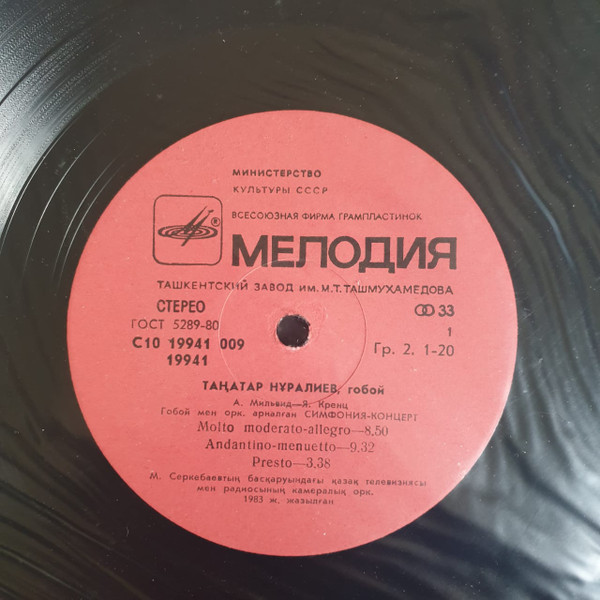 МИНИСТЕРСТВО
КУЛЬТУРЫ СССР
ВСЕСОЮЗНАЯ ФИРМА ГРАМПЛАСТИНОК
®
МЕЛОДИЯ
ТАШКЕНТСКИЙ ЗАВОД ИМ. М.Т. ТАШМУХАМЕДОВА
СТЕРЕО 33
ГОСТ 5289-80 1
С10 19941 009 Гр. 2. 1-20
19941
ТАҢАТАР НҰРАЛИЕВ, гобой
А. Мильвид—Я. Кренц
Гобой мен орк. арналған СИМФОНИЯ-КОНЦЕРТ
Molto moderato-allegro—8.50
Andantino-menuetto—9.32
Presto—3.38
М. Серкебаевтың басқаруындағы қазақ телевизиясы
мен радиосының камералық орк.
1983 ж. жазылған